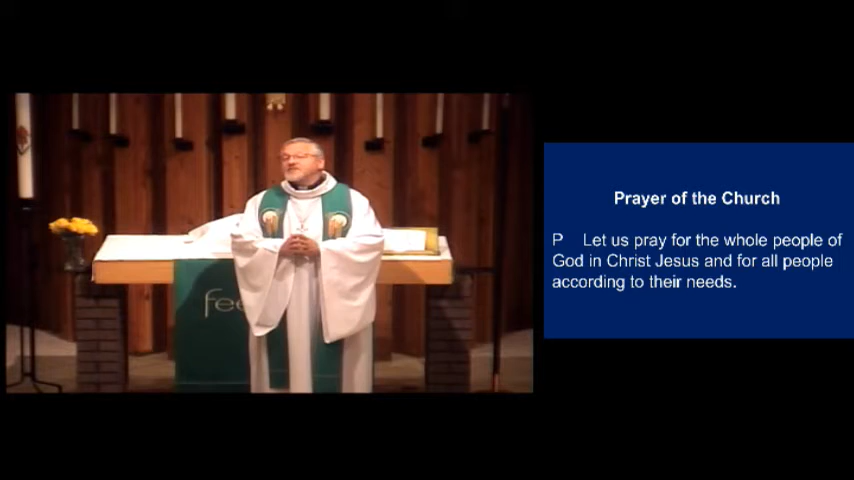 Prayer of the Church
P Let us pray for the whole people of
God in Christ Jesus and for all people
according to their needs.